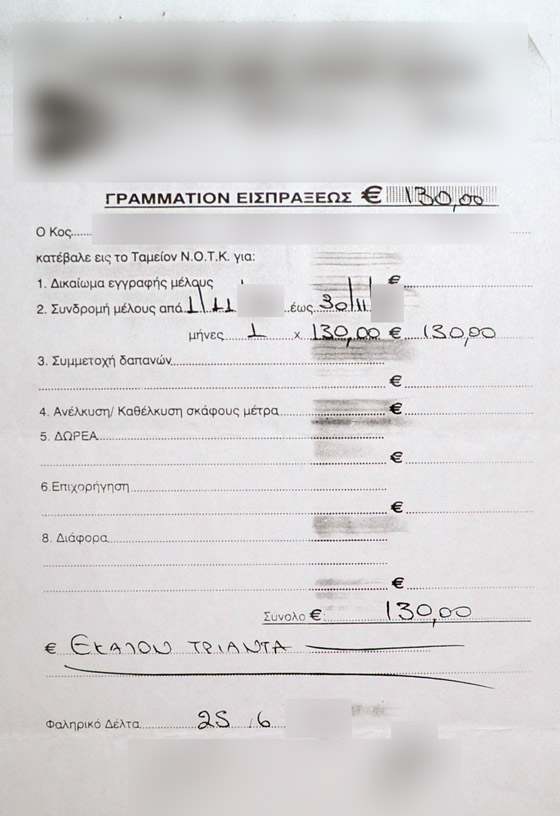 ΓΡΑΜΜΑΤΙΟΝ ΕΙΣΠΡΑΞΕΩΣ € 130,00
Ο Κος......
κατέβαλε εις το Ταμείον Ν.Ο.Τ.Κ. για:
1. Δικαίωμα εγγραφής μέλους € ......
2. Συνδρομή μέλους από 1/11 ...έως 30/11
μήνες 1 x 130,00 € 130,00
3. Συμμετοχή δαπανών......
€ ......
4. Ανέλκυση/ Καθέλκυση σκάφους μέτρα...... € ......
5. ΔΩΡΕΑ......
€ ......
6.Επιχορήγηση......
€ ......
8. Διάφορα......
€ ......
Σύνολο €: 130,00
€ ΕΚΑΤΟΝ ΤΡΙΑΝΤΑ
Φαληρικό Δέλτα...... 25 6